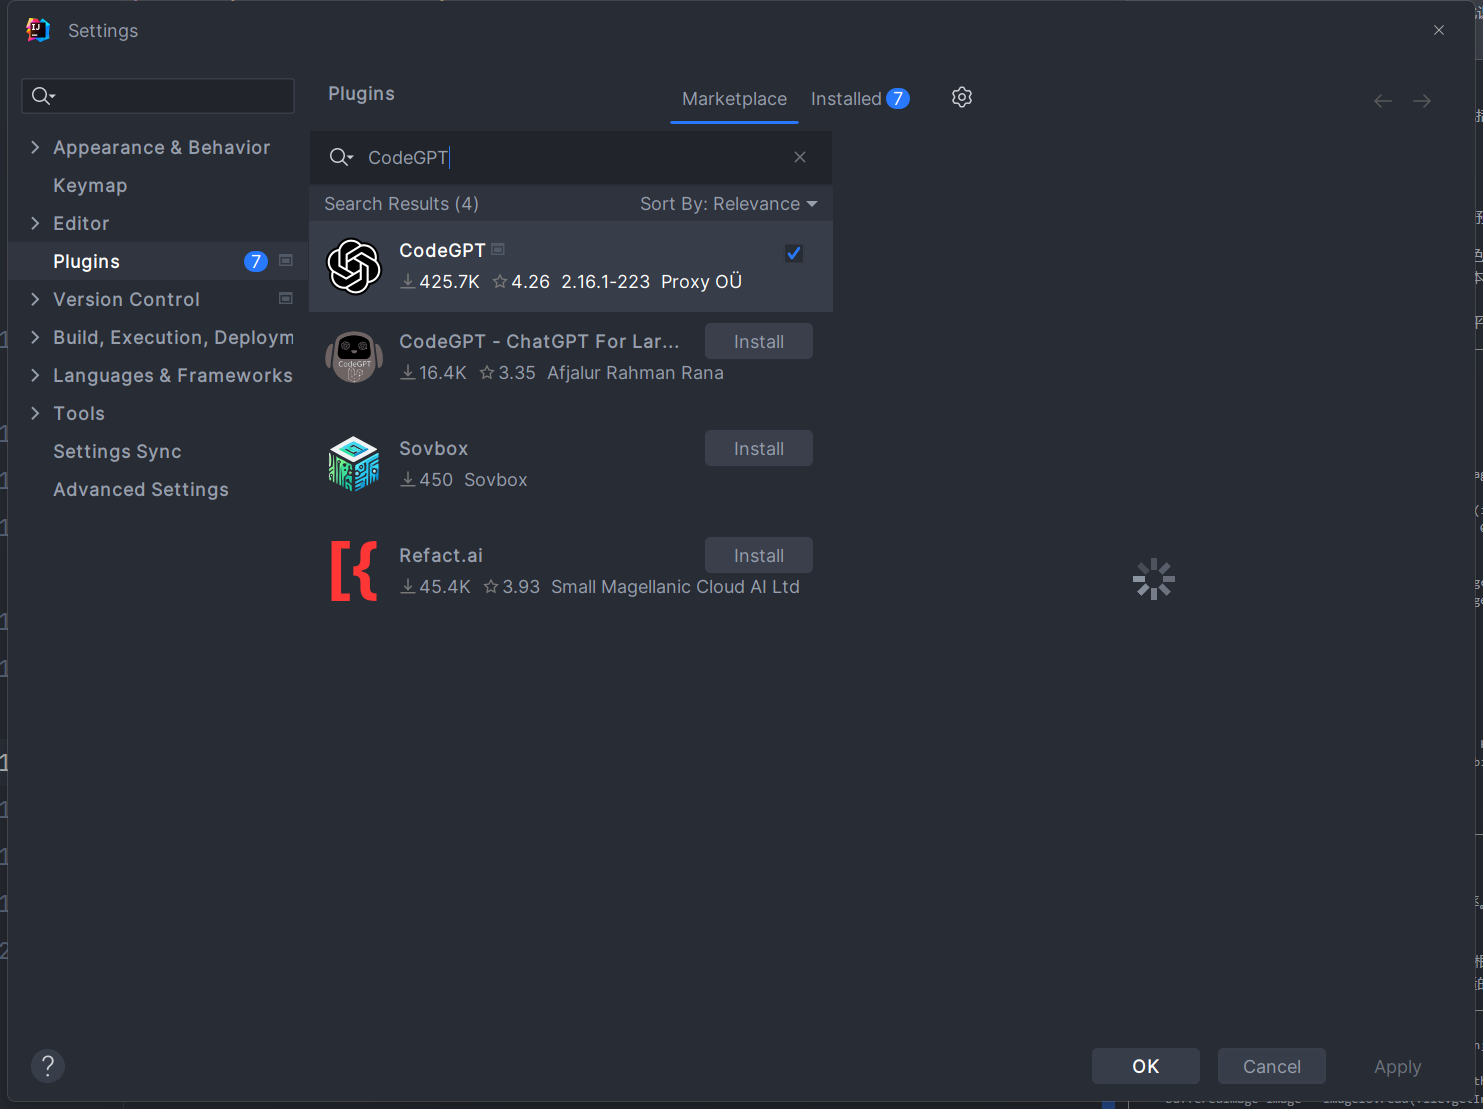 Settings
Plugins
Marketplace
Installed 7
Appearance & Behavior
Keymap
Editor
Plugins 7
Version Control
Build, Execution, Deploym
Languages & Frameworks
Tools
Settings Sync
Advanced Settings
CodeGPT
Search Results (4)
Sort By: Relevance
CodeGPT
425.7K 4.26 2.16.1-223 Proxy OÜ
CodeGPT - ChatGPT For Lar...
Install
16.4K 3.35 Afjalur Rahman Rana
CodeGPT
Sovbox
Install
450 Sovbox
Refact.ai
Install
45.4K 3.93 Small Magellanic Cloud AI Ltd
?
OK
Cancel
Apply